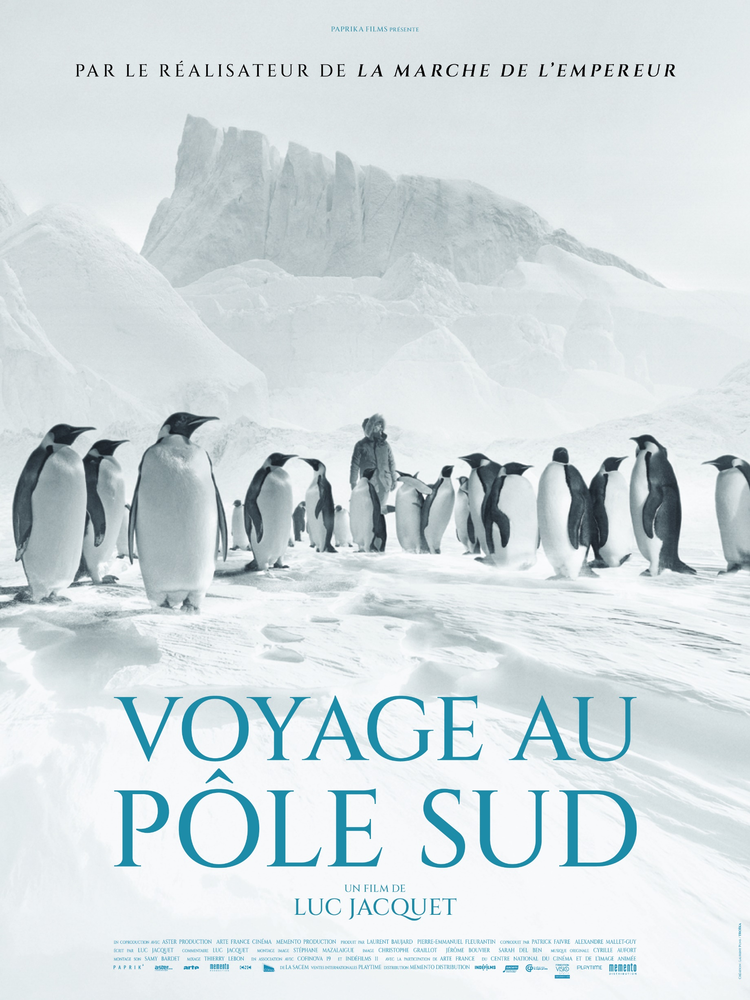 PAPRIKA FILMS PRÉSENTE
PAR LE RÉALISATEUR DE LA MARCHE DE L'EMPEREUR
VOYAGE AU
PÔLE SUD
UN FILM DE
LUC JACQUET
EN COPRODUCTION AVEC ASTER PRODUCTION ARTE FRANCE CINÉMA MEMENTO PRODUCTION PRODUIT PAR LAURENT BAUJARD PIERRE-EMMANUEL FLEURANTIN COPRODUIT PAR PATRICK FAIVRE ALEXANDRE MALLET-GUY
ÉCRIT PAR LUC JACQUET COMMENTAIRE LUC JACQUET MONTAGE IMAGE STÉPHANE MAZALAIGUE IMAGE CHRISTOPHE GRAILLOT JÉRÔME BOUVIER SARAH DEL BEN MUSIQUE ORIGINALE CYRILLE AUFORT
MONTAGE SON SAMY BARDET MIXAGE THIERRY LEBON EN ASSOCIATION AVEC COFINOVA 19 ET INDÉFILMS 11 AVEC LA PARTICIPATION DE ARTE FRANCE DU CENTRE NATIONAL DU CINÉMA ET DE L'IMAGE ANIMÉE
PAPRIK aster... arte memento PRODUCTION CNC DE LA SACEM VENTES INTERNATIONALES PLAYTIME DISTRIBUTION MEMENTO DISTRIBUTION INDÉFILMS sacem FONDATION VISIO PLAYTIME memento DISTRIBUTION
CRÉATION : LAURENT PONS / TROÏKA